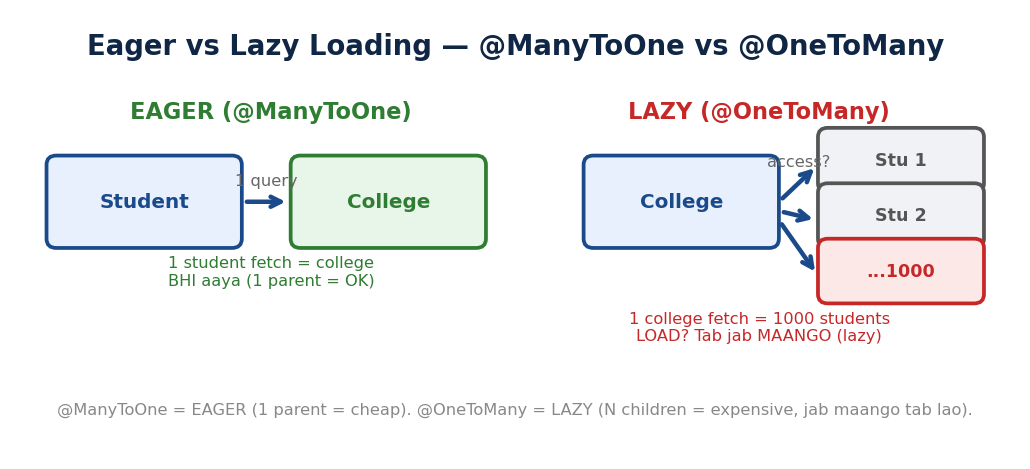 Eager vs Lazy Loading — @ManyToOne vs @OneToMany
EAGER (@ManyToOne)
Student
1 query
College
1 student fetch = college
BHI aaya (1 parent = OK)
LAZY (@OneToMany)
College
access?
Stu 1
Stu 2
...1000
1 college fetch = 1000 students
LOAD? Tab jab MAANGO (lazy)
@ManyToOne = EAGER (1 parent = cheap). @OneToMany = LAZY (N children = expensive, jab maango tab lao).